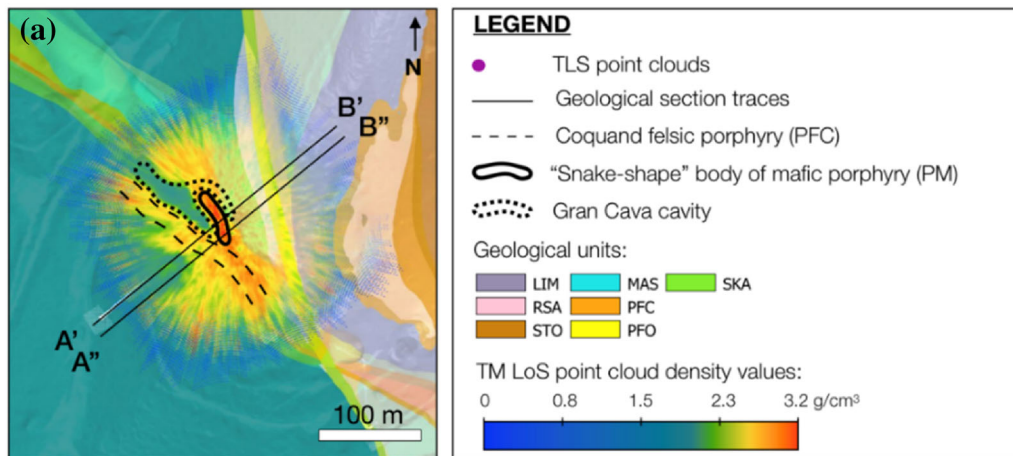 (a)
N
B'
B"
A'
A"
100 m
LEGEND
TLS point clouds
Geological section traces
Coquand felsic porphyry (PFC)
“Snake-shape” body of mafic porphyry (PM)
Gran Cava cavity
Geological units:
LIM MAS SKA
RSA PFC
STO PFO
TM LoS point cloud density values:
0 0.8 1.5 2.3 3.2 g/cm³